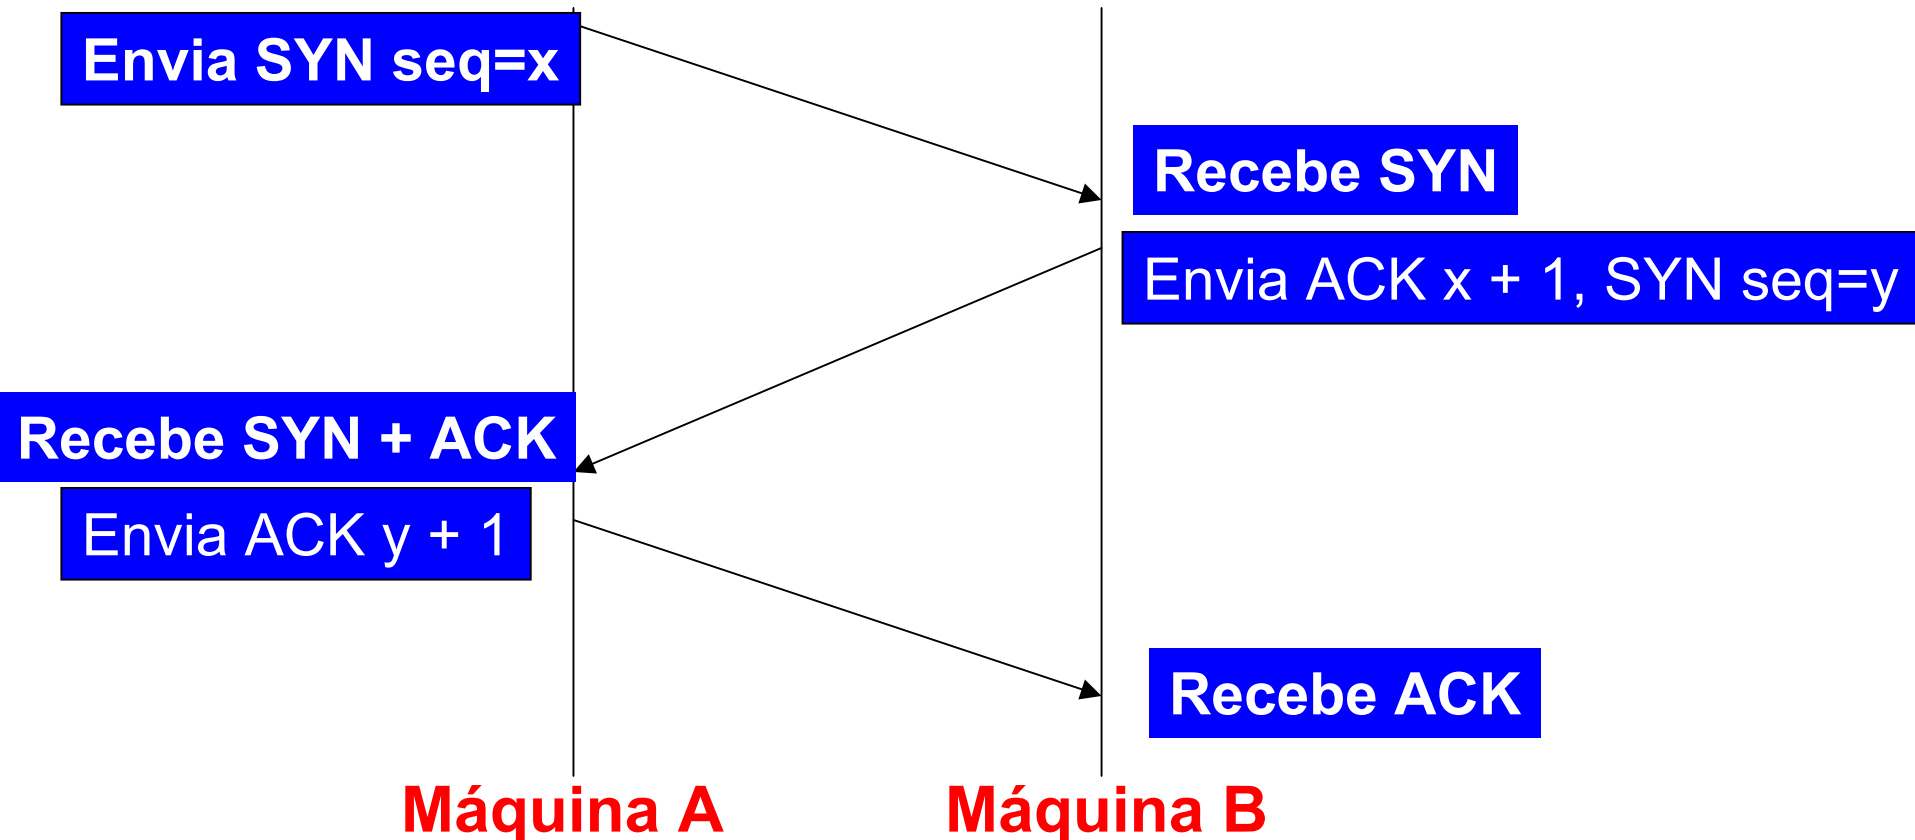 Envia SYN seq=x
Recebe SYN
Envia ACK x + 1, SYN seq=y
Recebe SYN + ACK
Envia ACK y + 1
Recebe ACK
Máquina A
Máquina B